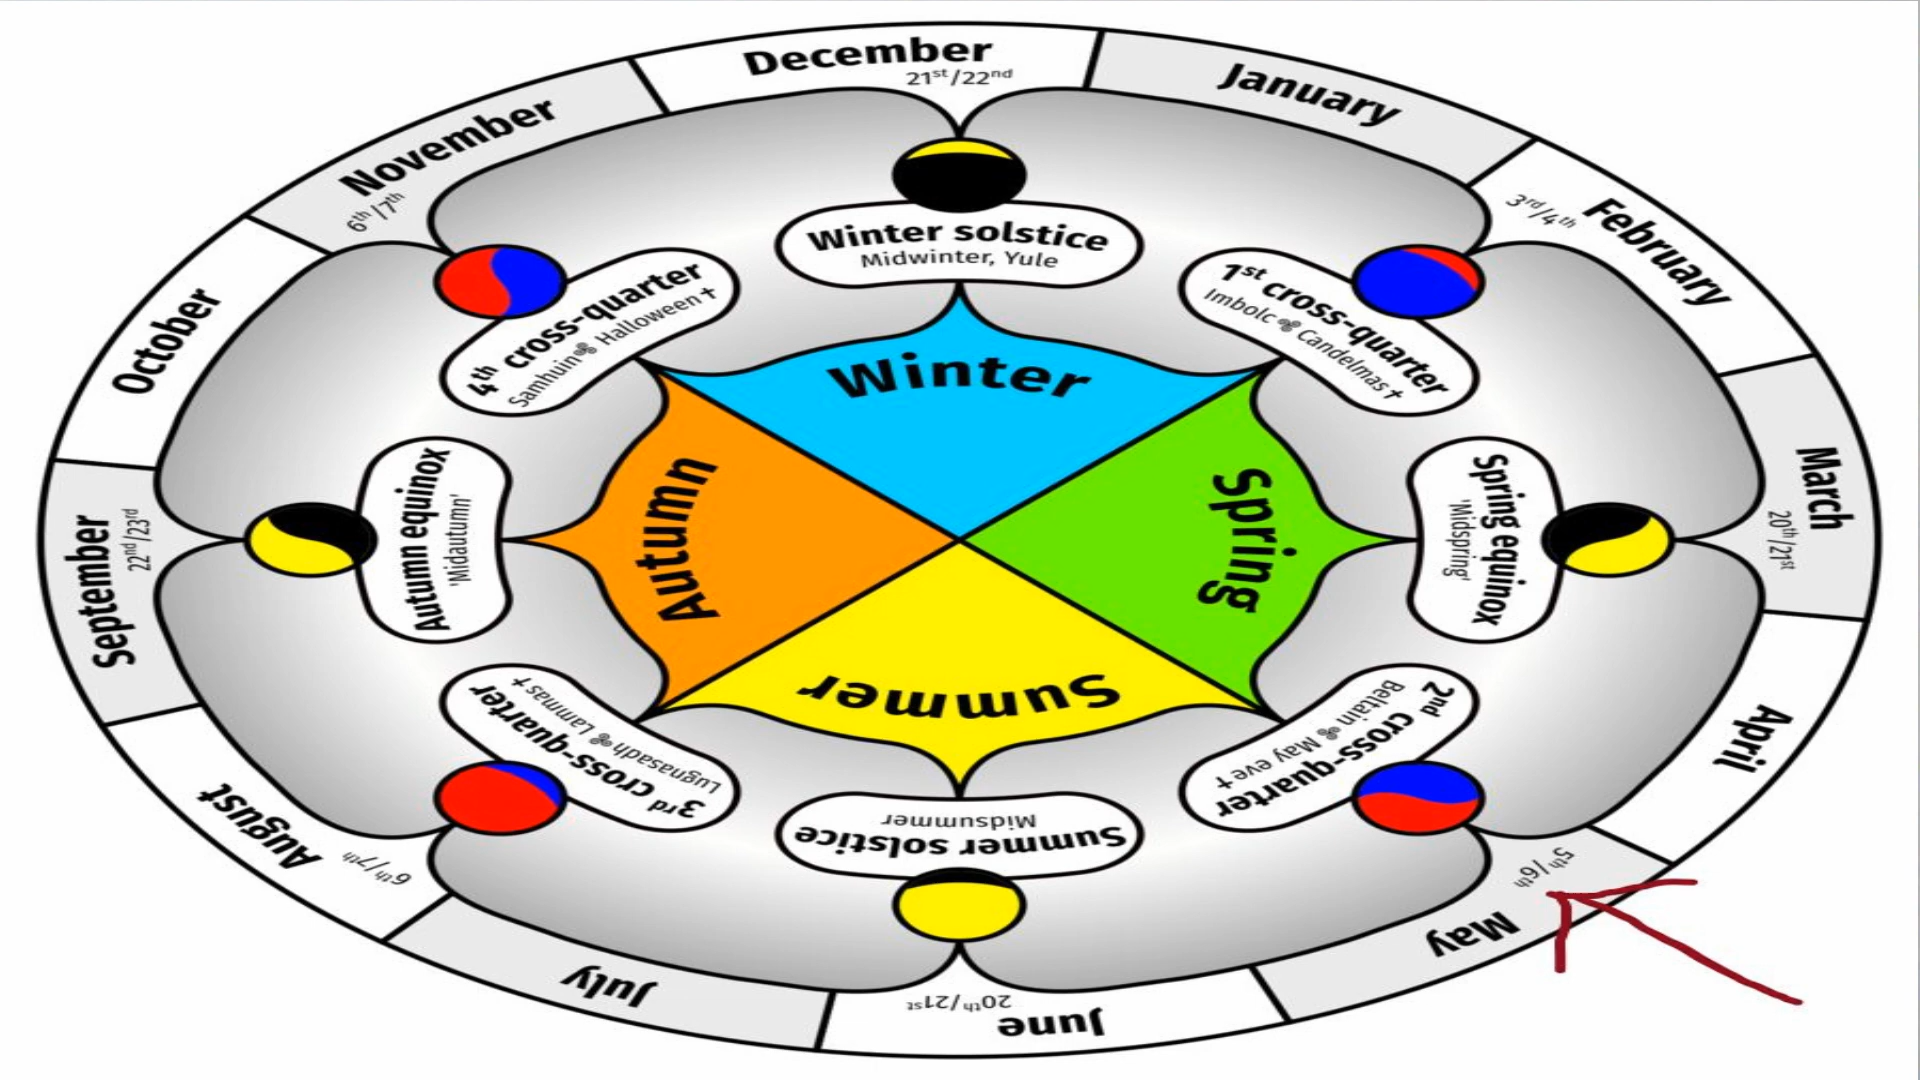 December
21st/22nd
January
February
3rd/4th
March
20th/21st
April
May
5th/6th
June
20th/21st
July
August
6th/7th
September
22nd/23rd
October
November
6th/7th
Winter solstice
Midwinter, Yule
1st cross-quarter
Imbolc Candelmas †
Spring equinox
'Midspring'
2nd cross-quarter
Beltain May eve †
Summer solstice
Midsummer
3rd cross-quarter
Lugnasadh Lammas †
Autumn equinox
'Midautumn'
4th cross-quarter
Samhuin Halloween †
Winter
Spring
Summer
Autumn